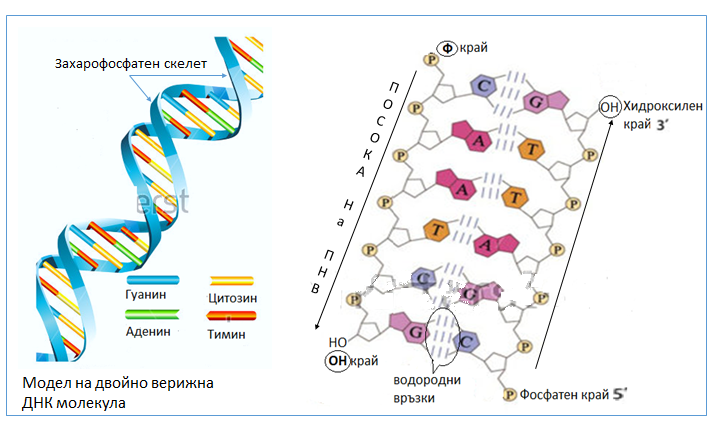 Захарофосфатен скелет
erst
Гуанин
Цитозин
Аденин
Тимин
Модел на двойно верижна
ДНК молекула
Ф край
P
C
G
OH Хидроксилен
край 3′
ПОСОКА На ПНВ
A
T
P
P
A
T
P
P
T
A
P
P
C
G
P
P
G
C
P
P
HO
OH край
водородни
връзки
P Фосфатен край 5′